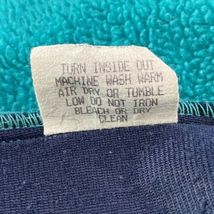 TURN INSIDE OUT
MACHINE WASH WARM
AIR DRY OR TUMBLE
LOW DO NOT IRON
BLEACH OR DRY
CLEAN